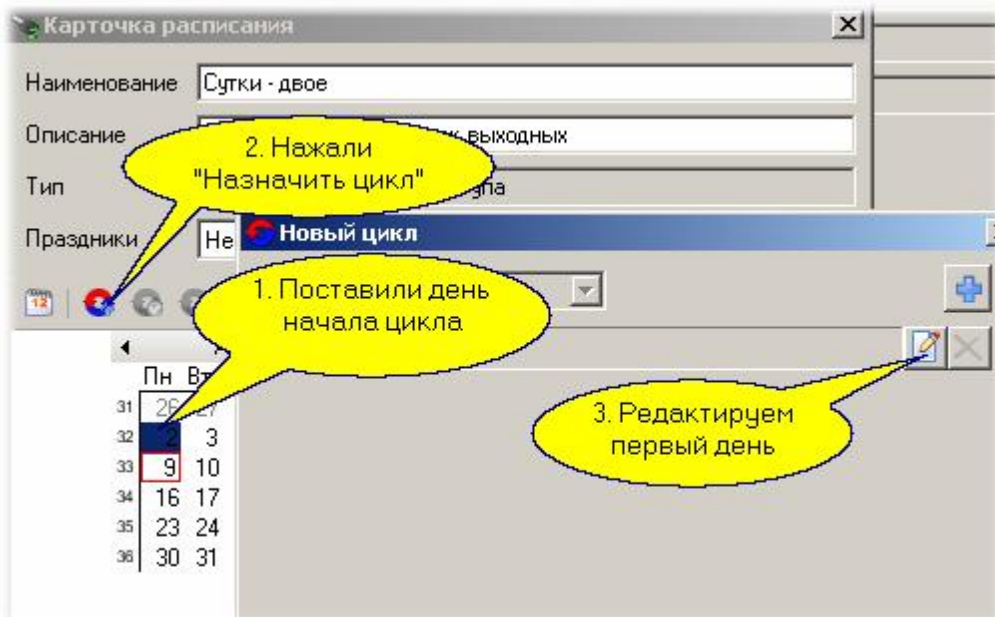 Карточка расписания
Наименование Сутки - двое
Описание выходных
2. Нажали
"Назначить цикл"
Тип
Праздники Не
Новый цикл
1. Поставили день
начала цикла
12
Пн Вт
31 26 27
32 2 3
33 9 10
34 16 17
35 23 24
36 30 31
3. Редактируем
первый день